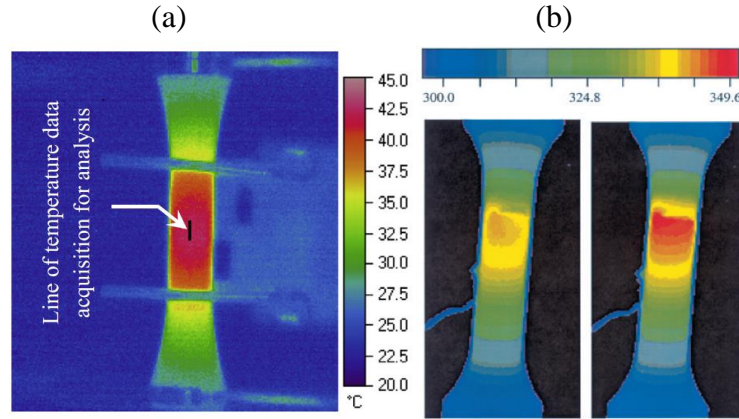 (a)
(b)
Line of temperature data
acquisition for analysis
45.0
42.5
40.0
37.5
35.0
32.5
30.0
27.5
25.0
22.5
20.0
°C
300.0
324.8
349.6